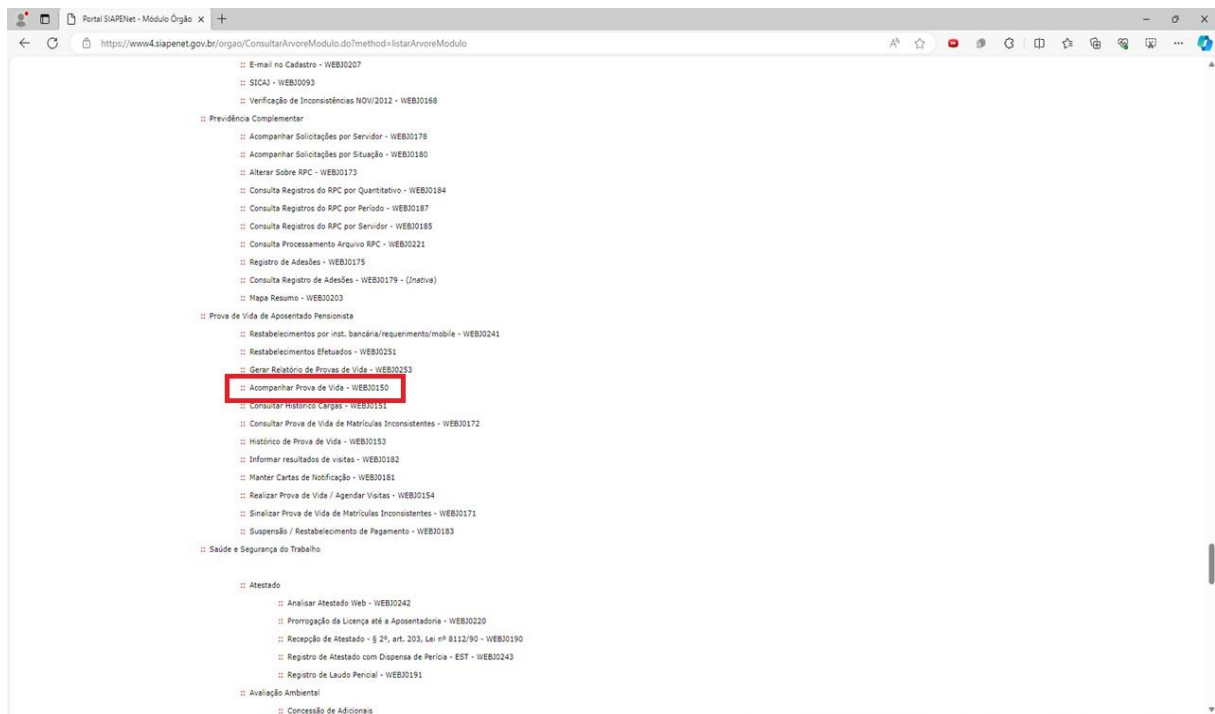 Portal SIAPENet - Módulo Órgão
https://www4.siapenet.gov.br/orgao/ConsultarArvoreModulo.do?method=listarArvoreModulo
:: E-mail no Cadastro - WEBJ0207
:: SICAJ - WEBJ0093
:: Verificação de Inconsistências NOV/2012 - WEBJ0168
:: Previdência Complementar
:: Acompanhar Solicitações por Servidor - WEBJ0178
:: Acompanhar Solicitações por Situação - WEBJ0180
:: Alterar Sobre RPC - WEBJ0173
:: Consulta Registros do RPC por Quantitativo - WEBJ0184
:: Consulta Registros do RPC por Período - WEBJ0187
:: Consulta Registros do RPC por Servidor - WEBJ0185
:: Consulta Processamento Arquivo RPC - WEBJ0221
:: Registro de Adesões - WEBJ0175
:: Consulta Registro de Adesões - WEBJ0179 - (Inativa)
:: Mapa Resumo - WEBJ0203
:: Prova de Vida de Aposentado Pensionista
:: Restabelecimentos por inst. bancária/requerimento/mobile - WEBJ0241
:: Restabelecimentos Efetuados - WEBJ0251
:: Gerar Relatório de Provas de Vida - WEBJ0253
:: Acompanhar Prova de Vida - WEBJ0150
:: Consultar Histórico Cargas - WEBJ0151
:: Consultar Prova de Vida de Matrículas Inconsistentes - WEBJ0172
:: Histórico de Prova de Vida - WEBJ0153
:: Informar resultados de visitas - WEBJ0182
:: Manter Cartas de Notificação - WEBJ0181
:: Realizar Prova de Vida / Agendar Visitas - WEBJ0154
:: Sinalizar Prova de Vida de Matrículas Inconsistentes - WEBJ0171
:: Suspensão / Restabelecimento de Pagamento - WEBJ0183
:: Saúde e Segurança do Trabalho
:: Atestado
:: Analisar Atestado Web - WEBJ0242
:: Prorrogação da Licença até a Aposentadoria - WEBJ0220
:: Recepção de Atestado - § 2º, art. 203, Lei nº 8112/90 - WEBJ0190
:: Registro de Atestado com Dispensa de Perícia - EST - WEBJ0243
:: Registro de Laudo Pericial - WEBJ0191
:: Avaliação Ambiental
:: Concessão de Adicionais